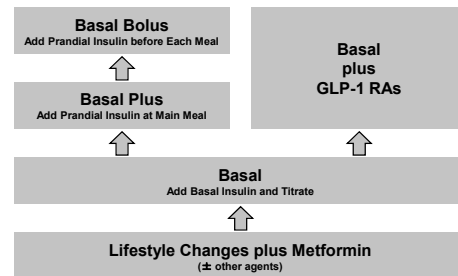 Basal Bolus
Add Prandial Insulin before Each Meal
Basal Plus
Add Prandial Insulin at Main Meal
Basal
plus
GLP-1 RAs
Basal
Add Basal Insulin and Titrate
Lifestyle Changes plus Metformin
(± other agents)